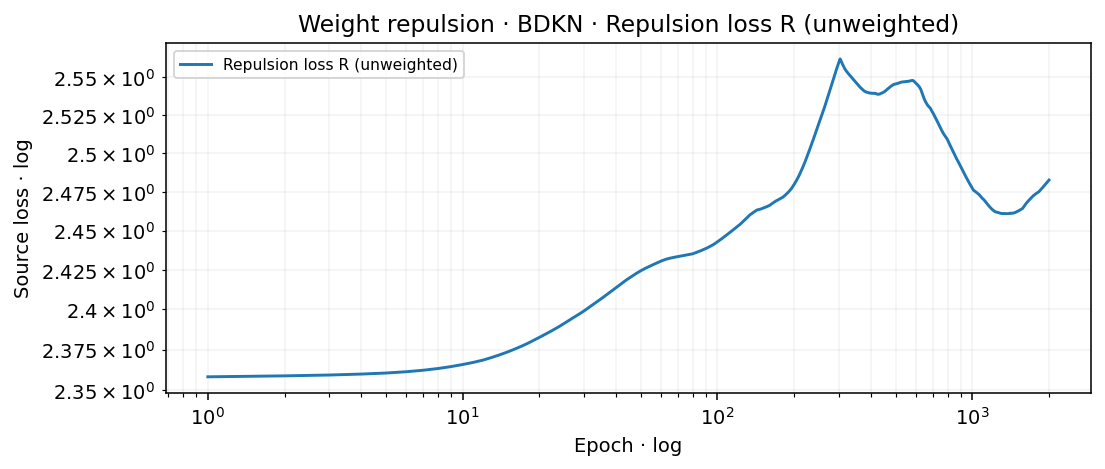 Weight repulsion · BDKN · Repulsion loss R (unweighted)
Repulsion loss R (unweighted)
Source loss · log
2.55 × 10⁰
2.525 × 10⁰
2.5 × 10⁰
2.475 × 10⁰
2.45 × 10⁰
2.425 × 10⁰
2.4 × 10⁰
2.375 × 10⁰
2.35 × 10⁰
10⁰ 10¹ 10² 10³
Epoch · log